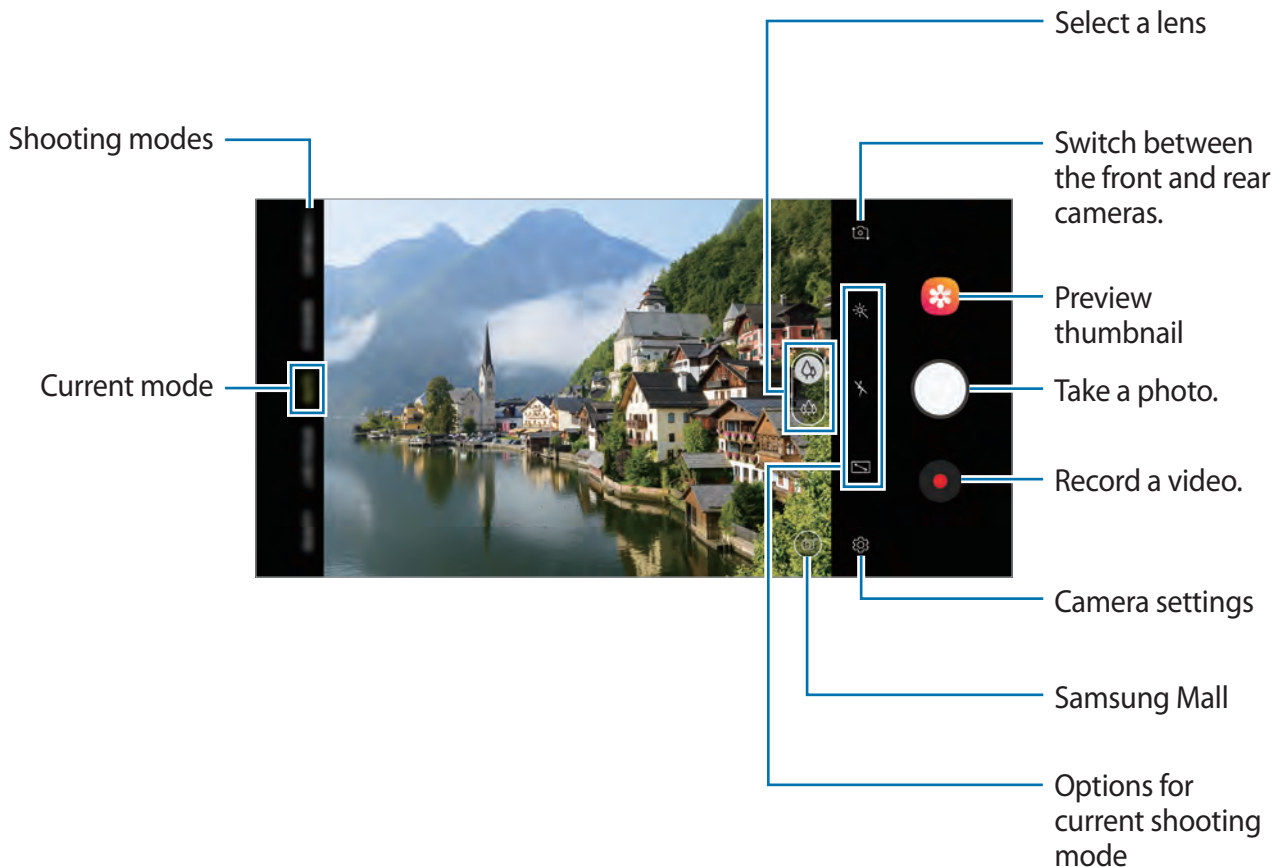 Select a lens
Shooting modes
Switch between
the front and rear
cameras.
Preview
thumbnail
Current mode
Take a photo.
Record a video.
Camera settings
Samsung Mall
Options for
current shooting
mode